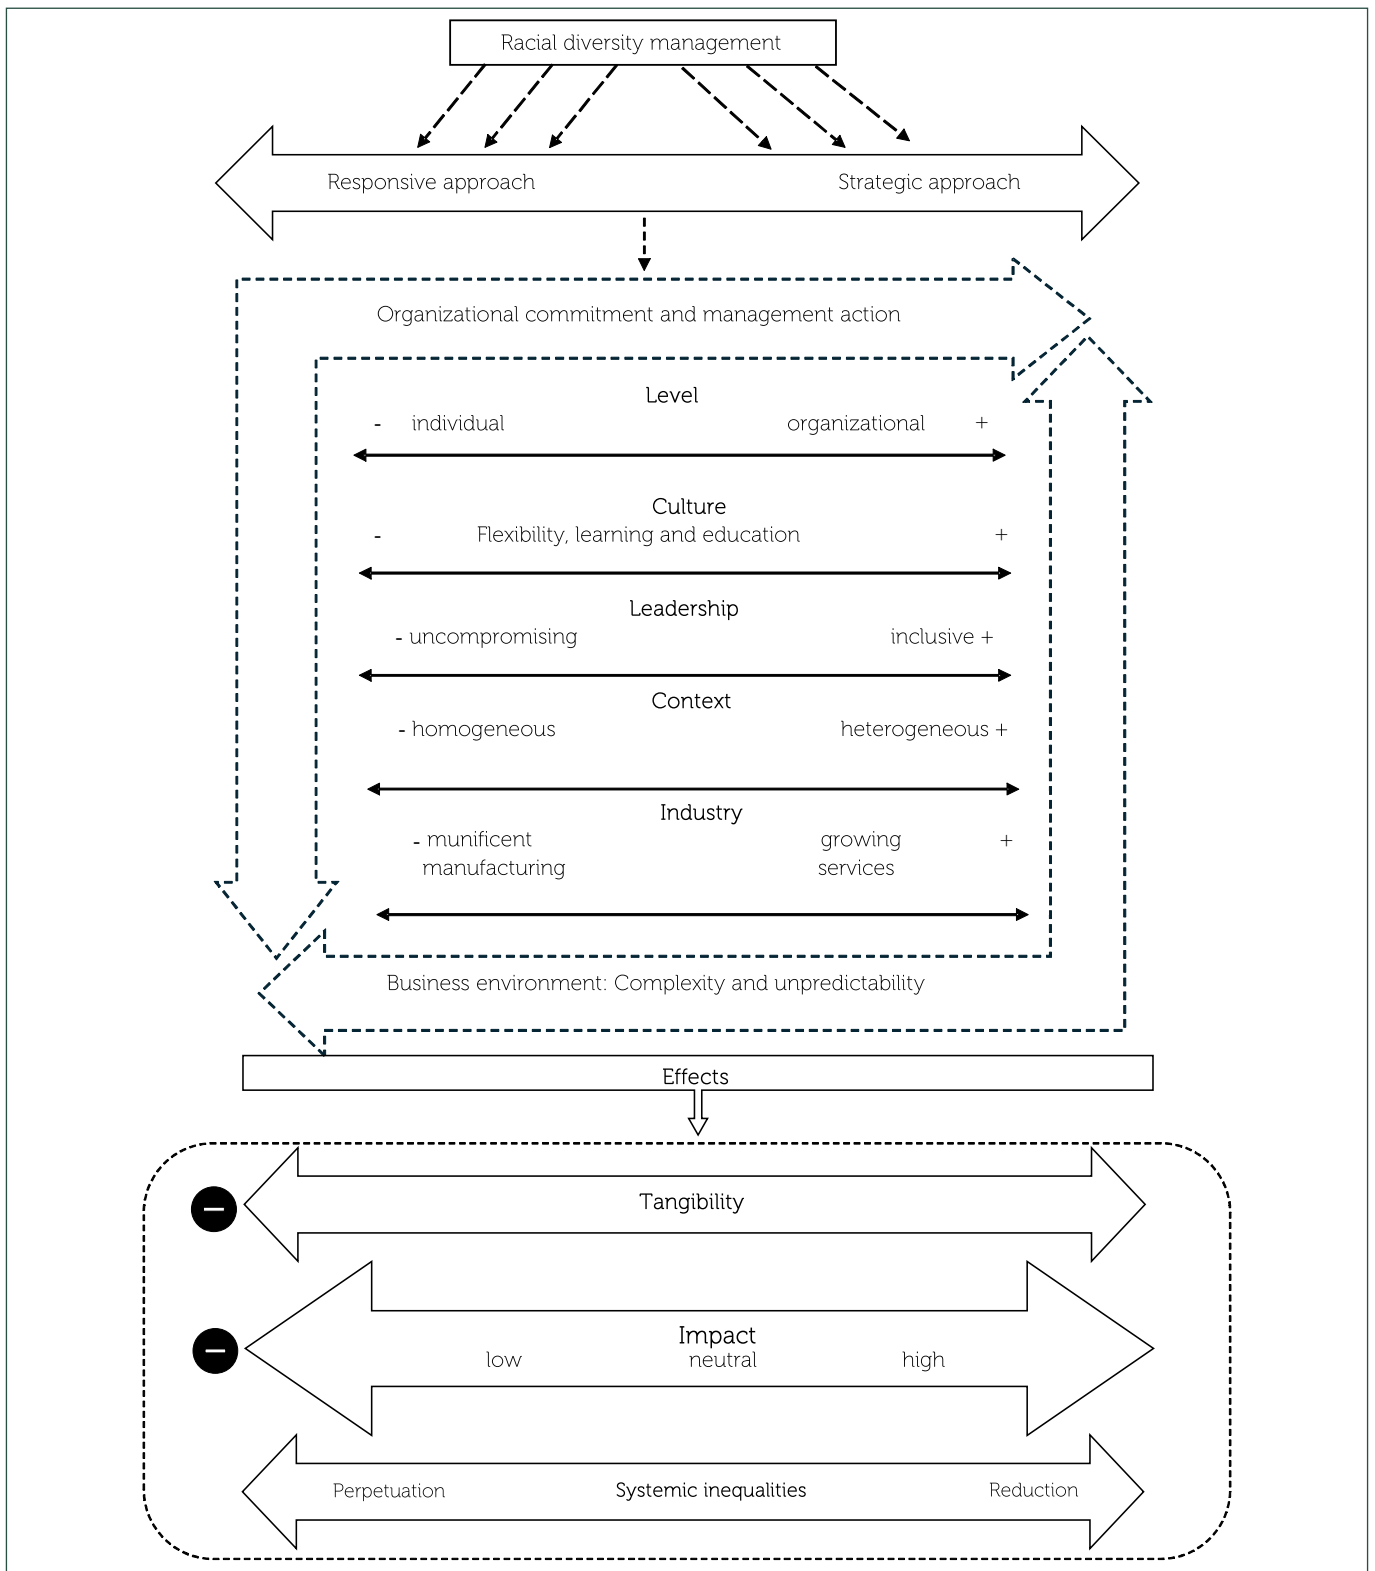 Racial diversity management
Responsive approach Strategic approach
Organizational commitment and management action
Level
- individual organizational +
Culture
- Flexibility, learning and education +
Leadership
- uncompromising inclusive +
Context
- homogeneous heterogeneous +
Industry
- munificent growing +
manufacturing services
Business environment: Complexity and unpredictability
Effects
− Tangibility
− Impact
low neutral high
Perpetuation Systemic inequalities Reduction